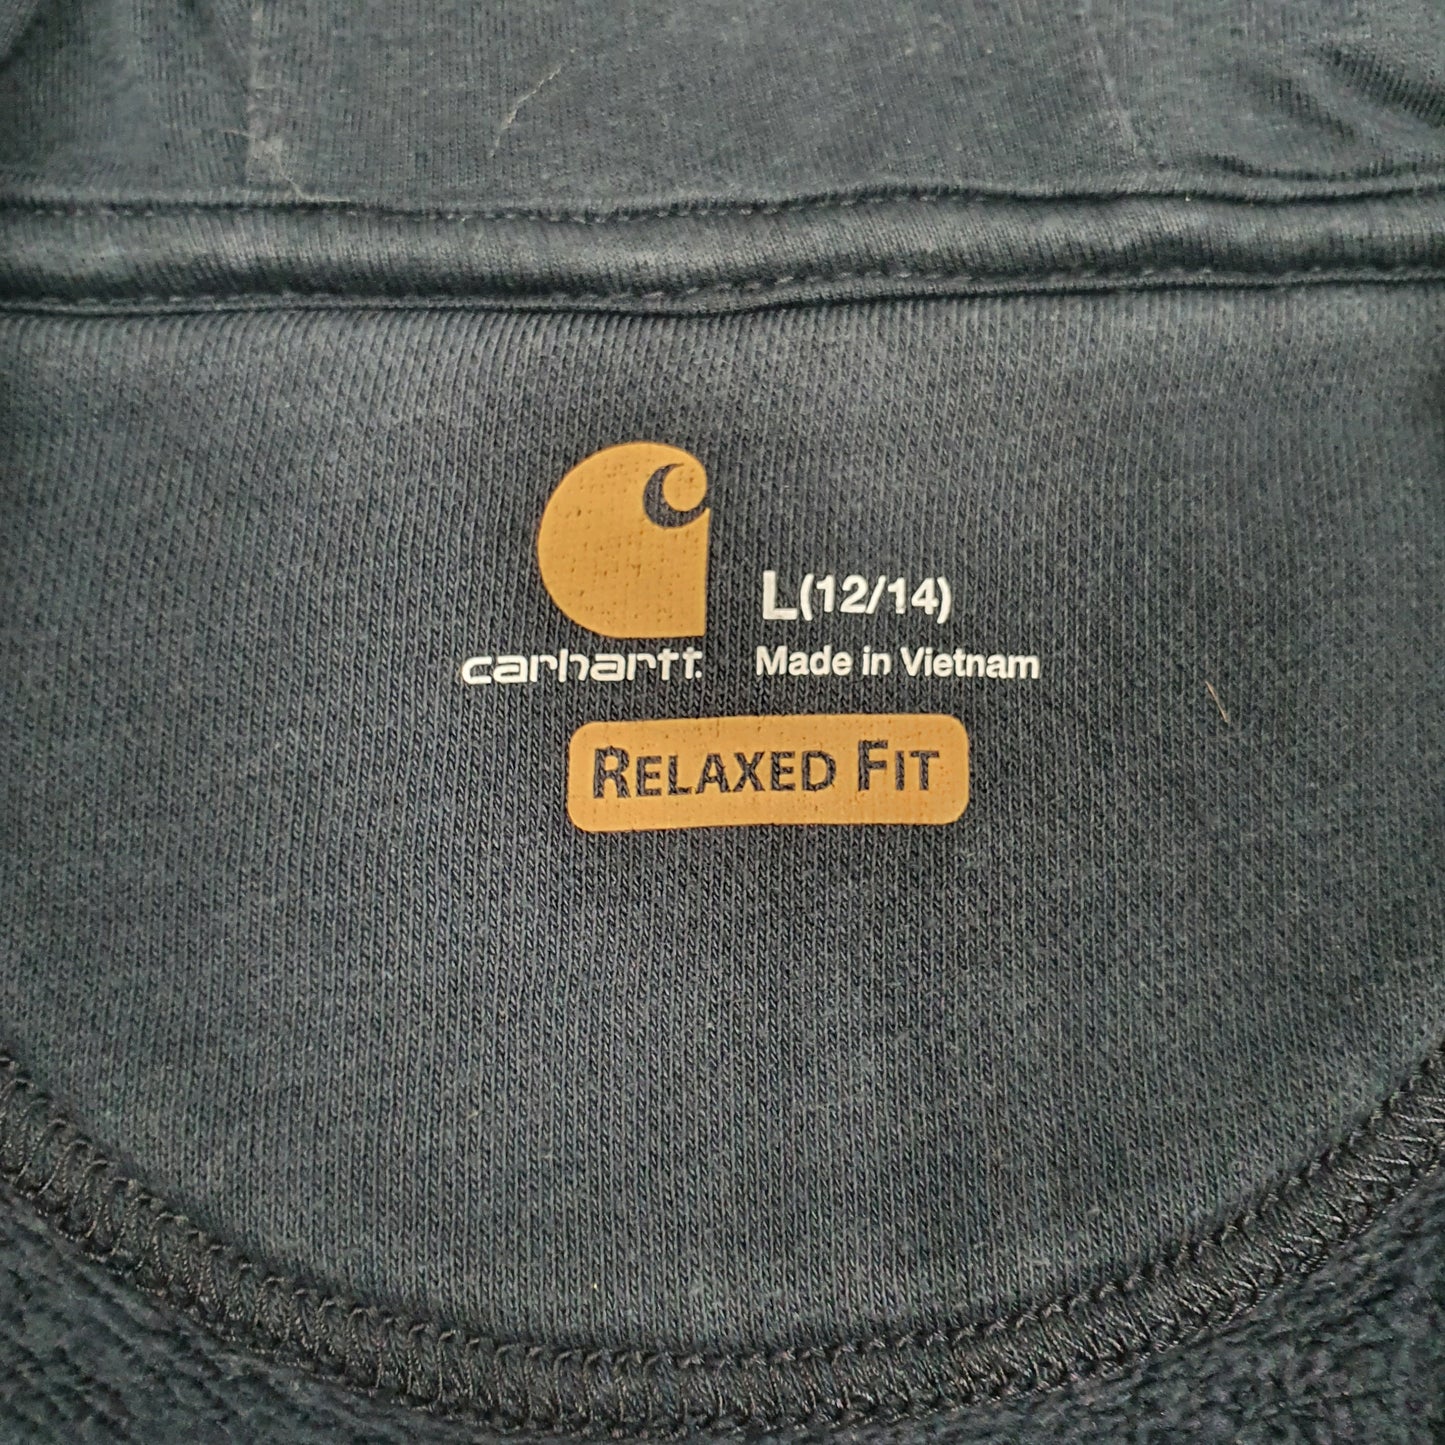 carhartt.
L(12/14)
Made in Vietnam
RELAXED FIT